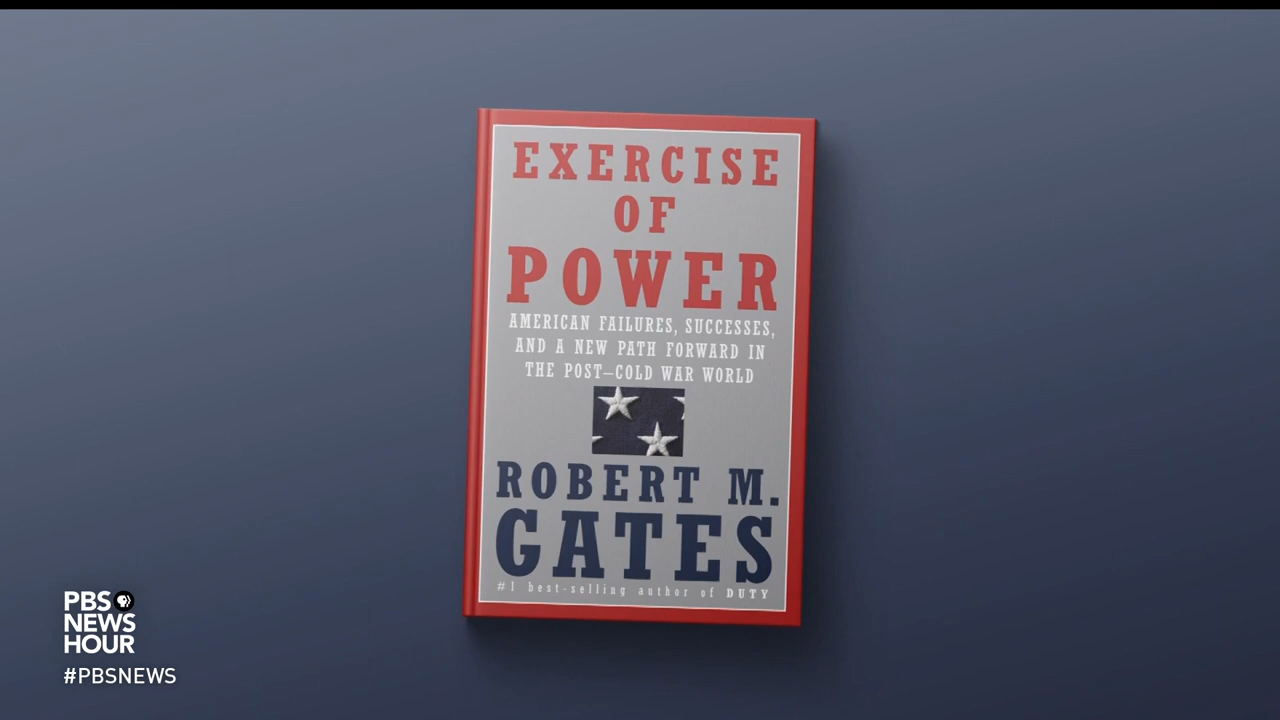 EXERCISE
OF
POWER
AMERICAN FAILURES, SUCCESSES,
AND A NEW PATH FORWARD IN
THE POST–COLD WAR WORLD
ROBERT M.
GATES
#1 best-selling author of DUTY
PBS
NEWS
HOUR
#PBSNEWS